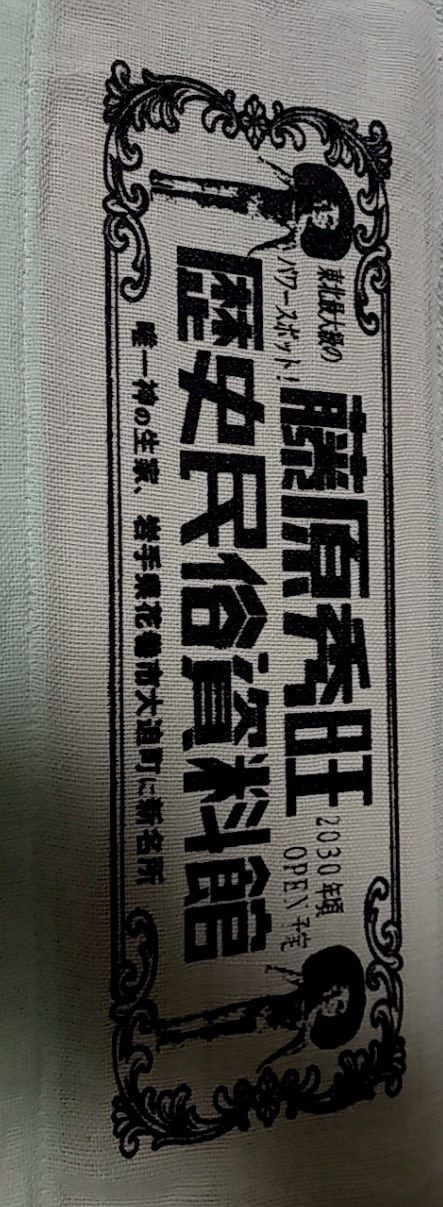 東北最大級の
パワースポット!
藤原秀旺
2030年頃
OPEN予定
歴史民俗資料館
唯一神の生家、岩手県花巻市大迫町に新名所